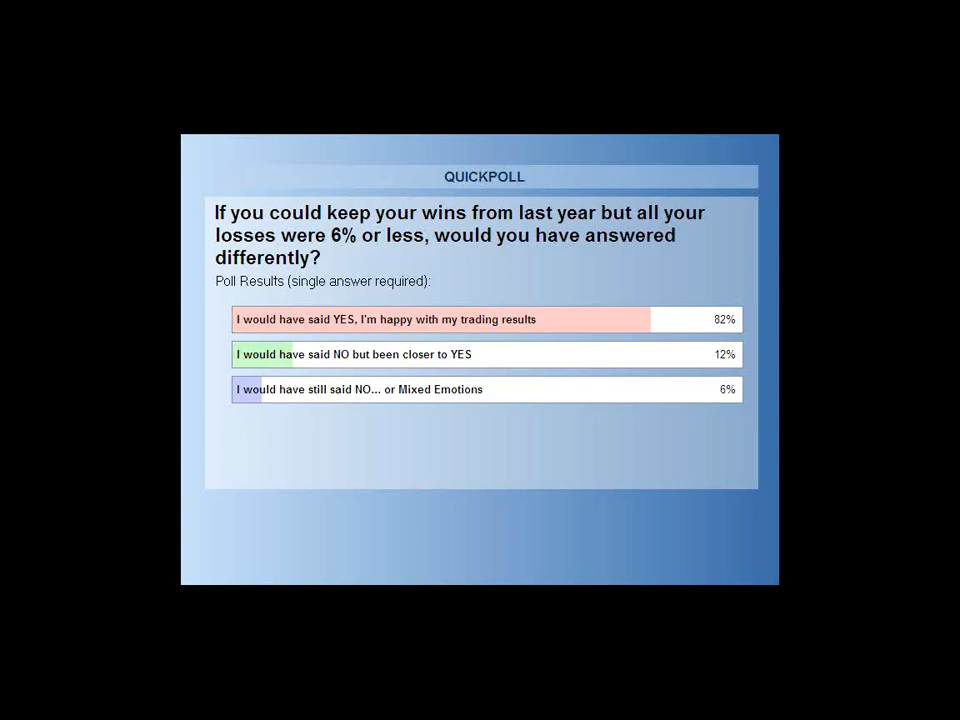 QUICKPOLL
If you could keep your wins from last year but all your
losses were 6% or less, would you have answered
differently?
Poll Results (single answer required):
I would have said YES, I'm happy with my trading results 82%
I would have said NO but been closer to YES 12%
I would have still said NO... or Mixed Emotions 6%